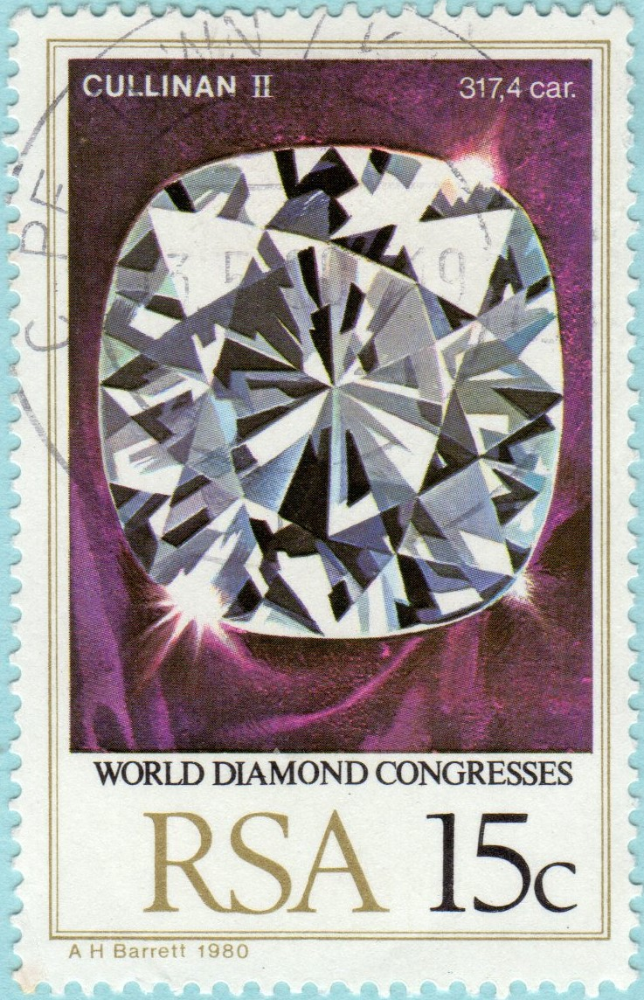 CULLINAN II 317,4 car.
WORLD DIAMOND CONGRESSES
RSA 15c
A H Barrett 1980